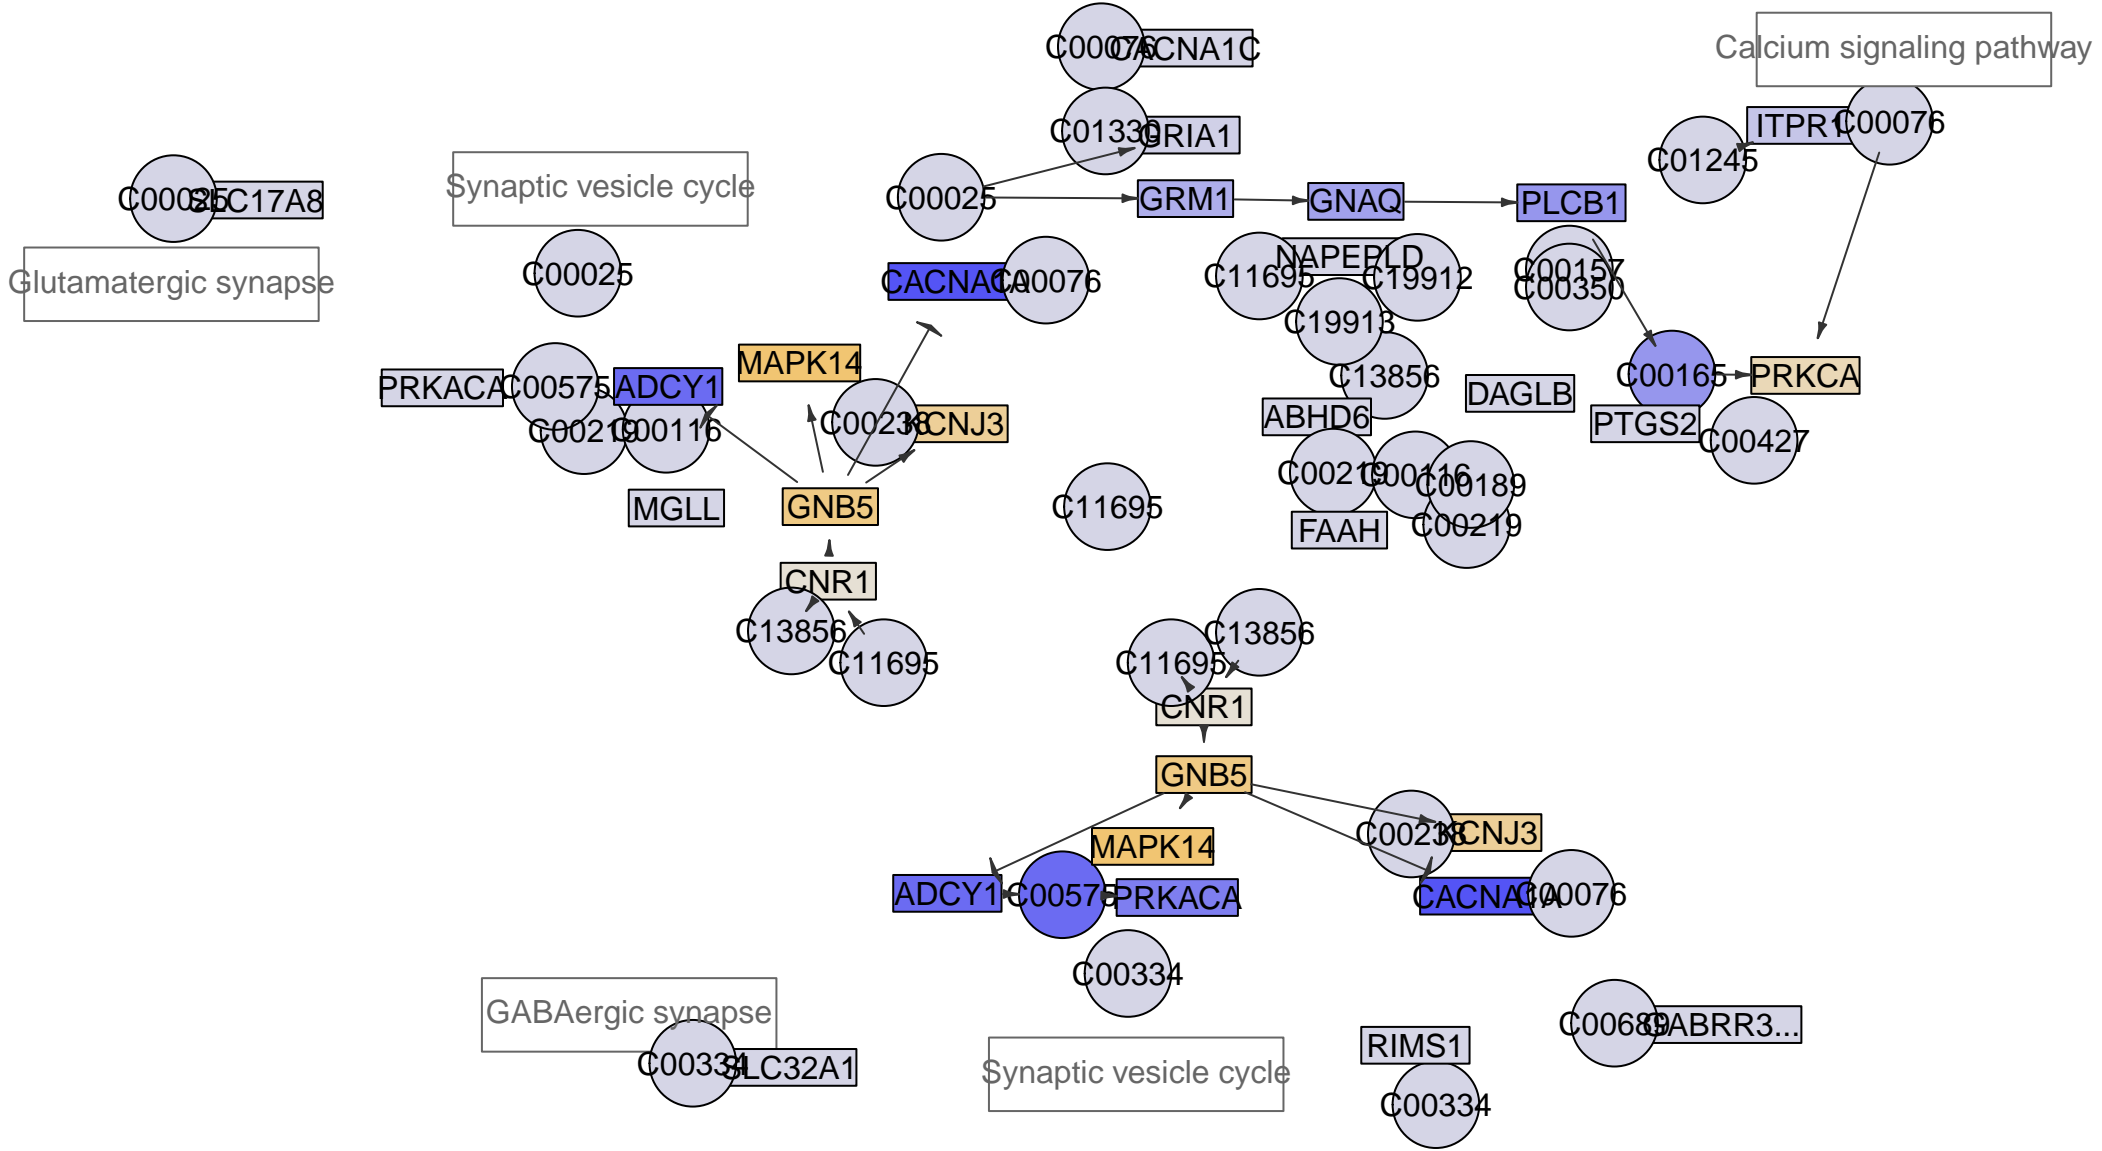 C00076
CACNA1C
Calcium signaling pathway
C01330
GRIA1
ITPR1
C00076
C01245
Synaptic vesicle cycle
C00025
SLC17A8
C00025
GRM1
GNAQ
PLCB1
Glutamatergic synapse
C00025
CACNA1A
C00076
C11695
NAPEPLD
C19912
C00157
C00350
C19913
MAPK14
PRKACA
C00575
ADCY1
C13856
DAGLB
C00165
PRKCA
C00219
C00116
C00238
KCNJ3
ABHD6
PTGS2
C00427
C00219
C00116
C00189
MGLL
GNB5
C11695
FAAH
C00219
CNR1
C13856
C11695
C11695
C13856
CNR1
GNB5
MAPK14
C00238
KCNJ3
ADCY1
C00575
PRKACA
CACNA1A
C00076
C00334
GABAergic synapse
C00334
SLC32A1
Synaptic vesicle cycle
RIMS1
C00689
GABRR3...
C00334